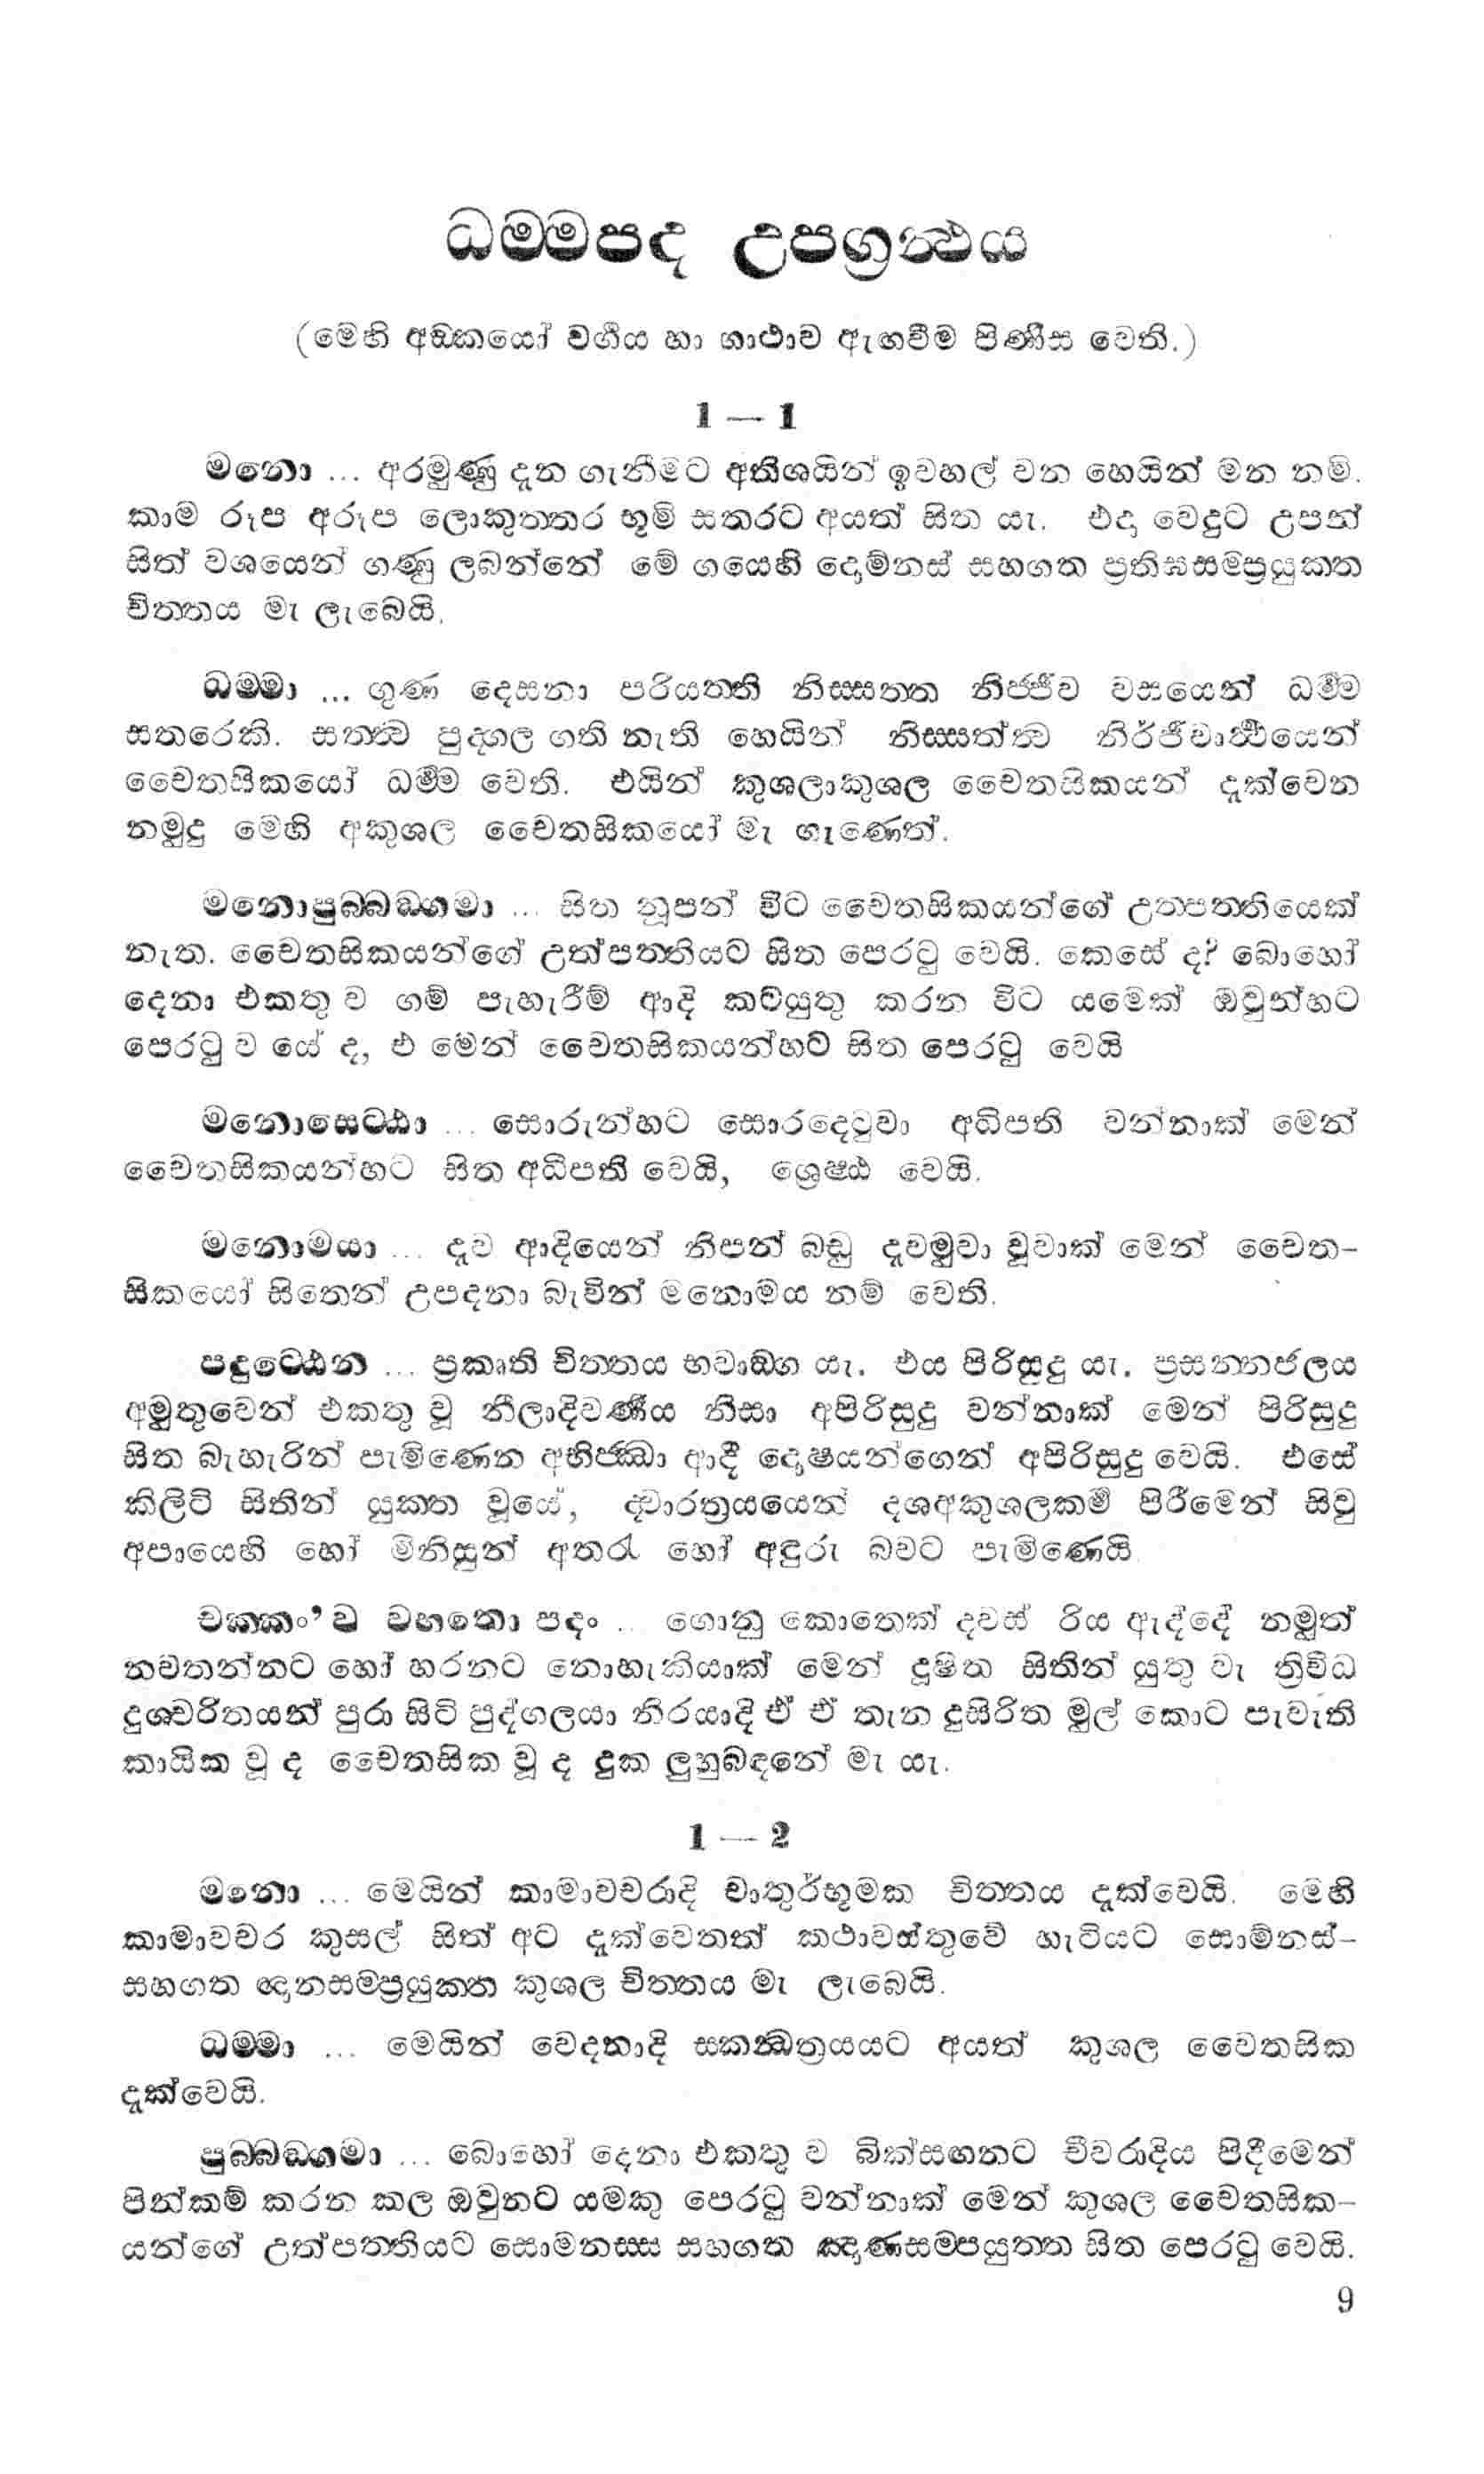 ධම්මපද උපග්‍රන්ථය
(මෙහි අඞ්කයෝ වර්‍ගය හා ගාථාව ඇඟවීම පිණිස වෙති.)
1 — 1
මනො ... අරමුණු දැන ගැනීමට අතිශයින් ඉවහල් වන හෙයින් මන නම්.
කාම රූප අරූප ලොකුත්තර භූමි සතරට අයත් සිත යැ. එදා වෙදුට උපන්
සිත් වශයෙන් ගණු ලබන්නේ මේ ගයෙහි දොම්නස් සහගත ප්‍රතිඝසම්ප්‍රයුක්ත
චිත්තය මැ ලැබෙයි.
ධම්මා ... ගුණ දෙසනා පරියත්ති නිස්සත්ත නිජ්ජීව වසයෙන් ධර්‍ම
සතරෙකි. සත්ත්‍ව පුද්ගල ගති නැති හෙයින් නිස්සත්ත්‍ව නිර්ජීවාර්‍ථයෙන්
චෛතසිකයෝ ධර්‍ම වෙති. එයින් කුශලාකුශල චෛතසිකයන් දැක්වෙන
නමුදු මෙහි අකුශල චෛතසිකයෝ මැ ගැණෙත්.
මනොපුබ්බඞ්ගමා ... සිත නූපන් විට චෛතසිකයන්ගේ උත්පත්තියෙක්
නැත. චෛතසිකයන්ගේ උත්පත්තියට සිත පෙරටු වෙයි. කෙසේ ද? බොහෝ
දෙනා එකතු ව ගම් පැහැරීම් ආදි කටයුතු කරන විට යමෙක් ඔවුන්හට
පෙරටු ව යේ ද, එ මෙන් චෛතසිකයන්හට සිත පෙරටු වෙයි
මනොසෙට්ඨා ... සොරුන්හට සොරදෙටුවා අධිපති වන්නාක් මෙන්
චෛතසිකයන්හට සිත අධිපති වෙයි, ශ්‍රෙෂ්ඨ වෙයි.
මනොමයා ... දැව ආදියෙන් නිපන් බඩු දැවමුවා වූවාක් මෙන් චෛත-
සිකයෝ සිතෙන් උපදනා බැවින් මනොමය නම් වෙති.
පදුට්ඨෙන ... ප්‍රකෘති චිත්තය භවාඞ්ග යැ. එය පිරිසුදු යැ. ප්‍රසන්නජලය
අමුතුවෙන් එකතු වූ නීලාදිවර්‍ණය නිසා අපිරිසුදු වන්නාක් මෙන් පිරිසුදු
සිත බැහැරින් පැමිණෙන අභිජ්ඣා ආදී දොෂයන්ගෙන් අපිරිසුදු වෙයි. එසේ
කිලිටි සිතින් යුක්ත වූයේ, ද්වාරත්‍රයයෙන් දශඅකුශලකර්‍ම පිරීමෙන් සිවු
අපායෙහි හෝ මිනිසුන් අතරැ හෝ අඳුරු බවට පැමිණෙයි
චක්කං’ව වහතො පදං ... ගොනු කොතෙක් දවස් රිය ඇද්දේ නමුත්
නවතන්නට හෝ හරනට නොහැකියාක් මෙන් දූෂිත සිතින් යුතු වැ ත්‍රිවිධ
දුශ්චරිතයන් පුරා සිටි පුද්ගලයා නිරයාදි ඒ ඒ තැන දුසිරිත මුල් කොට පැවැති
කායික වූ ද චෛතසික වූ ද දුක ලුහුබඳනේ මැ යැ.
1 — 2
මනො ... මෙයින් කාමාවචරාදි චාතුර්භූමක චිත්තය දැක්වෙයි. මෙහි
කාමාවචර කුසල් සිත් අට දැක්වෙනත් කථාවස්තුවේ හැටියට සොම්නස්-
සහගත ඥානසම්ප්‍රයුක්ත කුශල චිත්තය මැ ලැබෙයි.
ධම්මා ... මෙයින් වෙදනාදි ස්කන්ධත්‍රයයට අයත් කුශල චෛතසික
දැක්වෙයි.
පුබ්බඞ්ගමා ... බොහෝ දෙනා එකතු ව බික්සඟනට චීවරාදිය පිදීමෙන්
පින්කම් කරන කල ඔවුනට යමකු පෙරටු වන්නාක් මෙන් කුශල චෛතසික-
යන්ගේ උත්පත්තියට සොමනස්ස සහගත ඤාණසම්පයුත්ත සිත පෙරටු වෙයි.
9